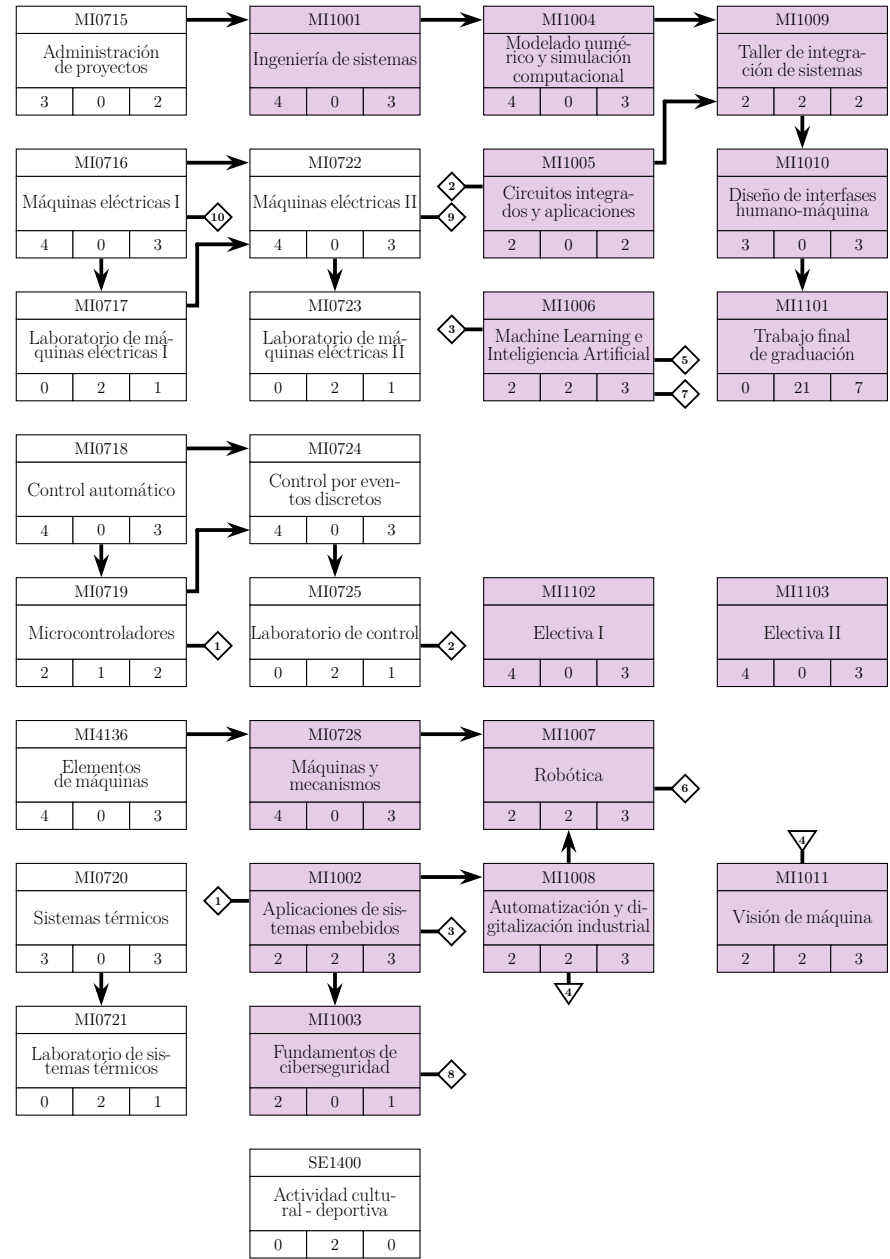 MI0715
Administración
de proyectos
3 0 2
MI1001
Ingeniería de sistemas
4 0 3
MI1004
Modelado numé-
rico y simulación
computacional
4 0 3
MI1009
Taller de integra-
ción de sistemas
2 2 2
MI0716
Máquinas eléctricas I
4 0 3
10
MI0722
Máquinas eléctricas II
4 0 3
9
2
MI1005
Circuitos integra-
dos y aplicaciones
2 0 2
MI1010
Diseño de interfases
humano-máquina
3 0 3
MI0717
Laboratorio de má-
quinas eléctricas I
0 2 1
MI0723
Laboratorio de má-
quinas eléctricas II
0 2 1
3
MI1006
Machine Learning e
Inteligiencia Artificial
2 2 3
5
7
MI1101
Trabajo final
de graduación
0 21 7
MI0718
Control automático
4 0 3
MI0724
Control por even-
tos discretos
4 0 3
MI0719
Microcontroladores
2 1 2
1
MI0725
Laboratorio de control
0 2 1
2
MI1102
Electiva I
4 0 3
MI1103
Electiva II
4 0 3
MI4136
Elementos
de máquinas
4 0 3
MI0728
Máquinas y
mecanismos
4 0 3
MI1007
Robótica
2 2 3
6
MI0720
Sistemas térmicos
3 0 3
1
MI1002
Aplicaciones de sis-
temas embebidos
2 2 3
3
MI1008
Automatización y di-
gitalización industrial
2 2 3
4
4
MI1011
Visión de máquina
2 2 3
MI0721
Laboratorio de sis-
temas térmicos
0 2 1
MI1003
Fundamentos de
ciberseguridad
2 0 1
8
SE1400
Actividad cultu-
ral - deportiva
0 2 0